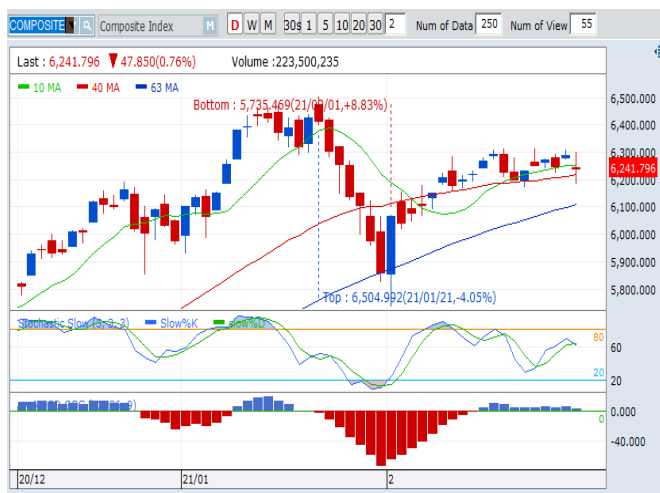 COMPOSITE Composite Index M D W M 30s 1 5 10 20 30 2 Num of Data 250 Num of View 55
Last : 6,241.796 ▼ 47.850(0.76%) Volume :223,500,235
10 MA 40 MA 63 MA
Bottom : 5,735.469(21/02/01,+8.83%)
6,500.000
6,400.000
6,300.000
6,241.796
6,200.000
6,100.000
6,000.000
5,900.000
5,800.000
Top : 6,504.992(21/01/21,-4.05%)
Stochastic Slow Slow%K Slow%D
80
60
20
20
0.000
0
-40.000
20/12 21/01 2